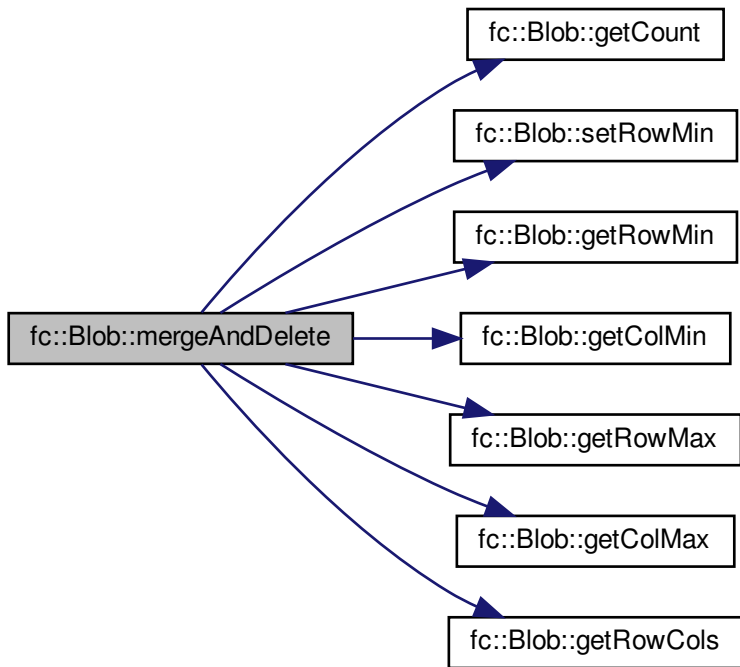 fc::Blob::getCount
fc::Blob::setRowMin
fc::Blob::getRowMin
fc::Blob::mergeAndDelete
fc::Blob::getColMin
fc::Blob::getRowMax
fc::Blob::getColMax
fc::Blob::getRowCols